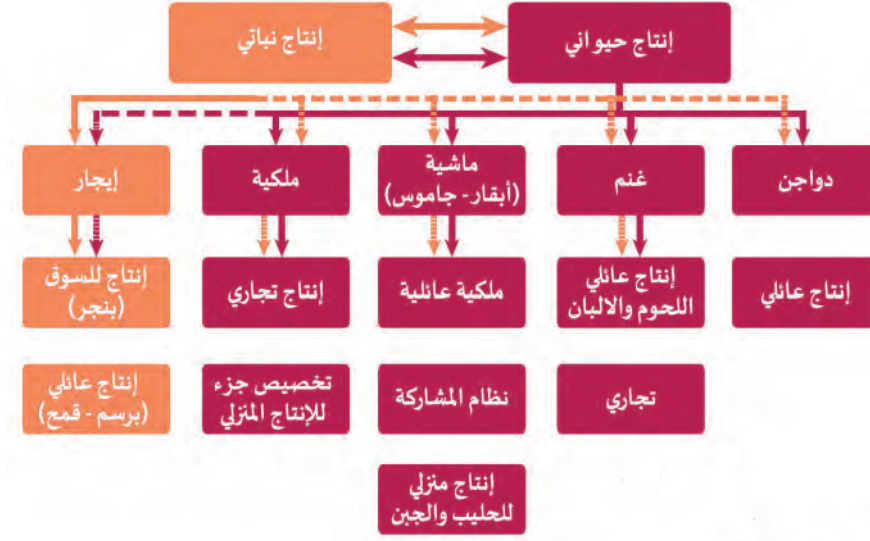 إنتاج حيواني
إنتاج نباتي
دواجن
غنم
ماشية
(أبقار - جاموس)
ملكية
إيجار
إنتاج عائلي
إنتاج عائلي
اللحوم والالبان
ملكية عائلية
إنتاج تجاري
إنتاج للسوق
(بنجر)
تجاري
نظام المشاركة
تخصيص جزء
للإنتاج المنزلي
إنتاج عائلي
(برسم - قمح)
إنتاج منزلي
للحليب والجبن